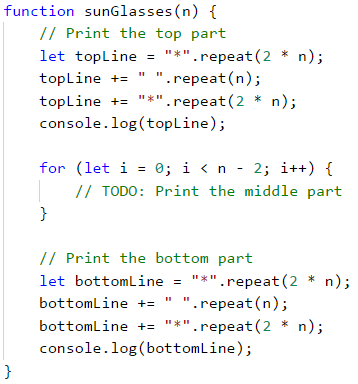 function sunGlasses(n) {
    // Print the top part
    let topLine = "*".repeat(2 * n);
    topLine += " ".repeat(n);
    topLine += "*".repeat(2 * n);
    console.log(topLine);

    for (let i = 0; i < n - 2; i++) {
        // TODO: Print the middle part
    }

    // Print the bottom part
    let bottomLine = "*".repeat(2 * n);
    bottomLine += " ".repeat(n);
    bottomLine += "*".repeat(2 * n);
    console.log(bottomLine);
}